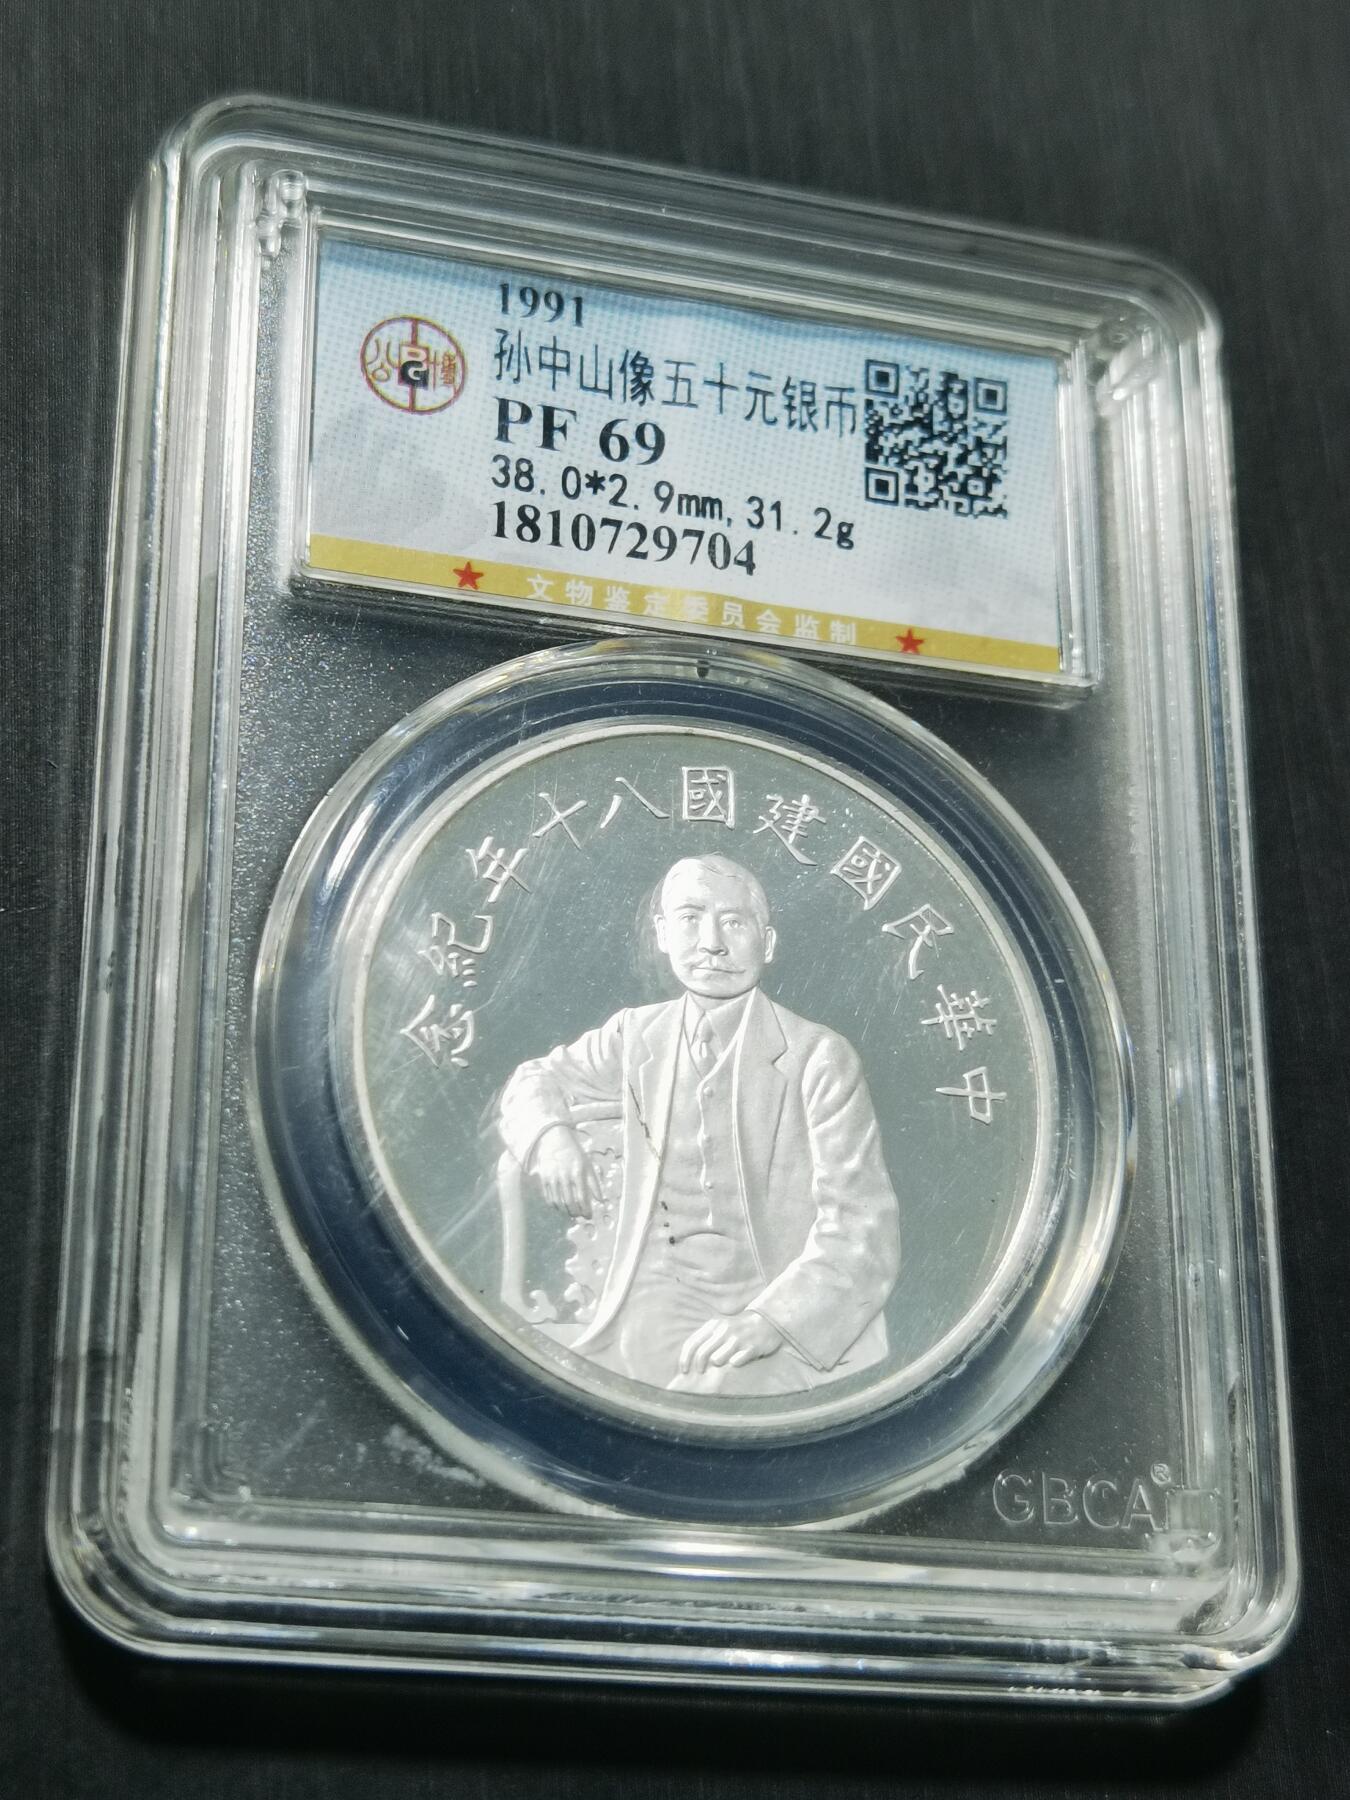 1991
孙中山像五十元银币
PF 69
38.0*2.9mm,31.2g
1810729704
公博
★ 文物鉴定委员会监制 ★
中華民國建國八十年紀念
GBCA®